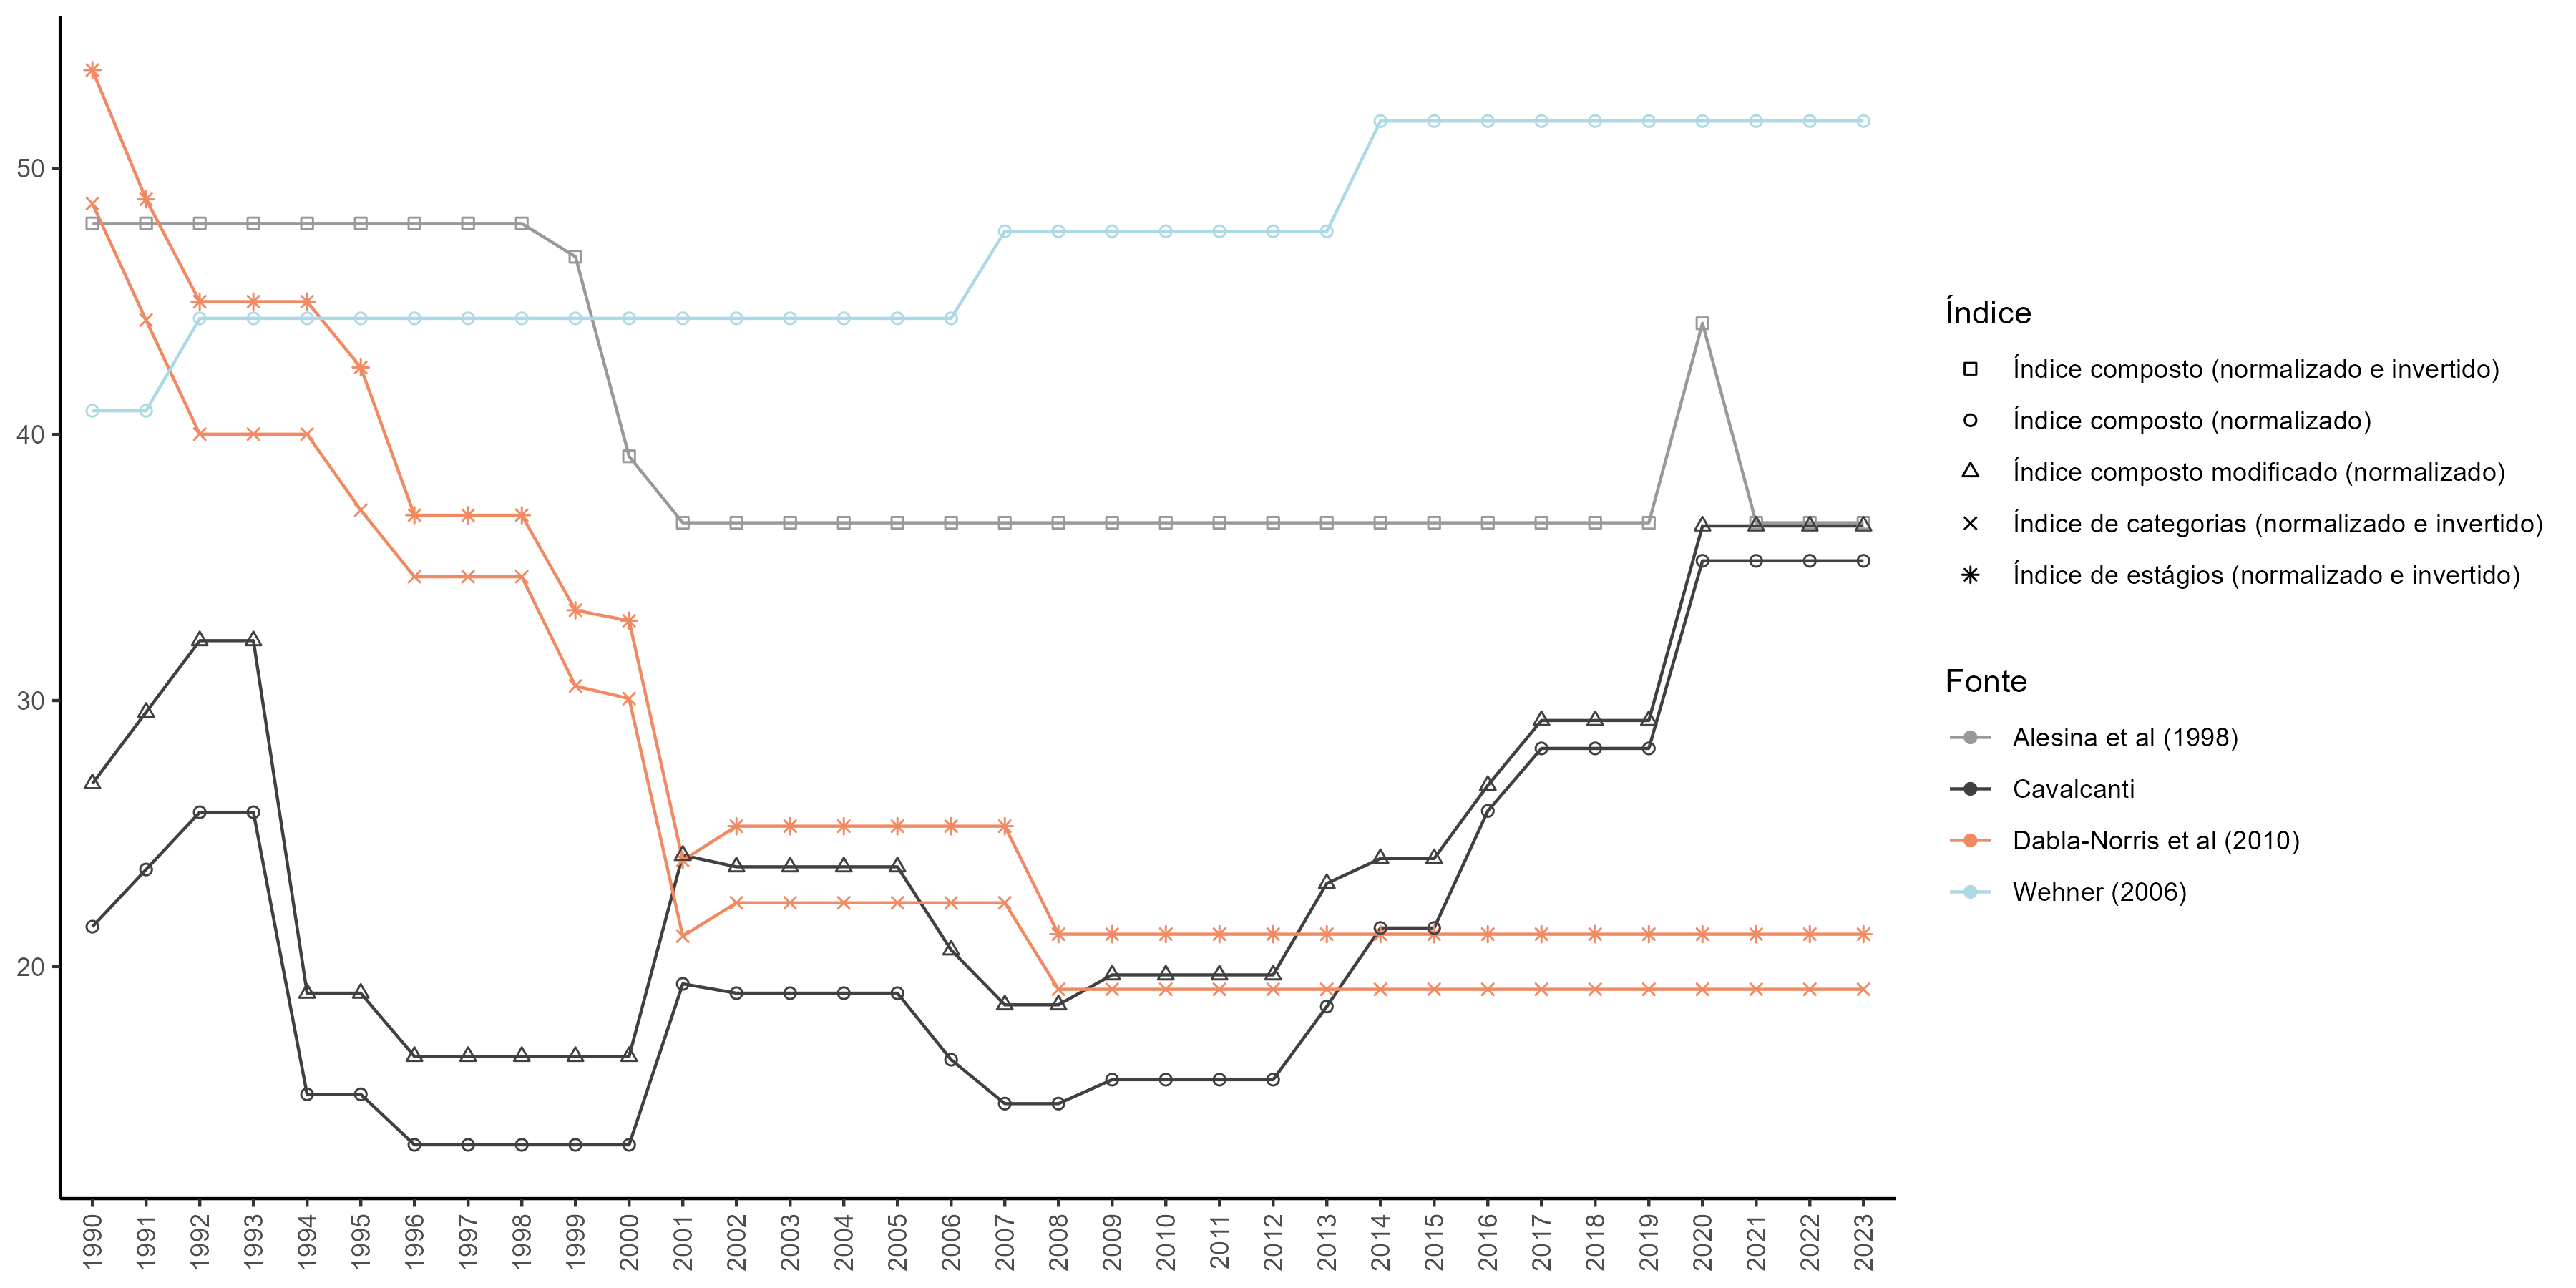 50
40
30
20
1990 1991 1992 1993 1994 1995 1996 1997 1998 1999 2000 2001 2002 2003 2004 2005 2006 2007 2008 2009 2010 2011 2012 2013 2014 2015 2016 2017 2018 2019 2020 2021 2022 2023
Índice
Índice composto (normalizado e invertido)
Índice composto (normalizado)
Índice composto modificado (normalizado)
Índice de categorias (normalizado e invertido)
Índice de estágios (normalizado e invertido)
Fonte
Alesina et al (1998)
Cavalcanti
Dabla-Norris et al (2010)
Wehner (2006)